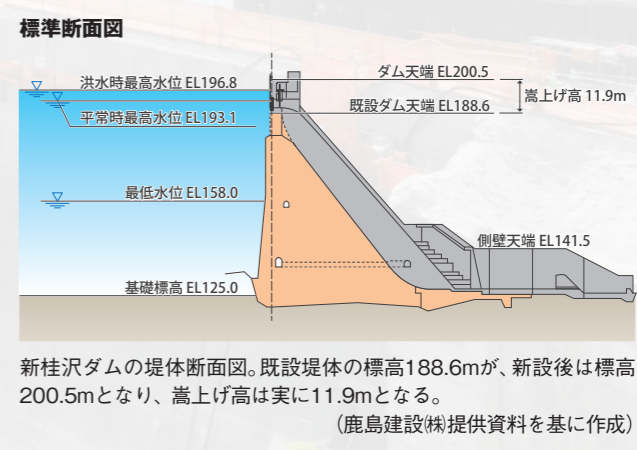 標準断面図
ダム天端 EL200.5
洪水時最高水位 EL196.8
嵩上げ高 11.9m
既設ダム天端 EL188.6
平常時最高水位 EL193.1
最低水位 EL158.0
側壁天端 EL141.5
基礎標高 EL125.0
新桂沢ダムの堤体断面図。既設堤体の標高188.6mが、新設後は標高
200.5mとなり、嵩上げ高は実に11.9mとなる。
（鹿島建設㈱提供資料を基に作成）